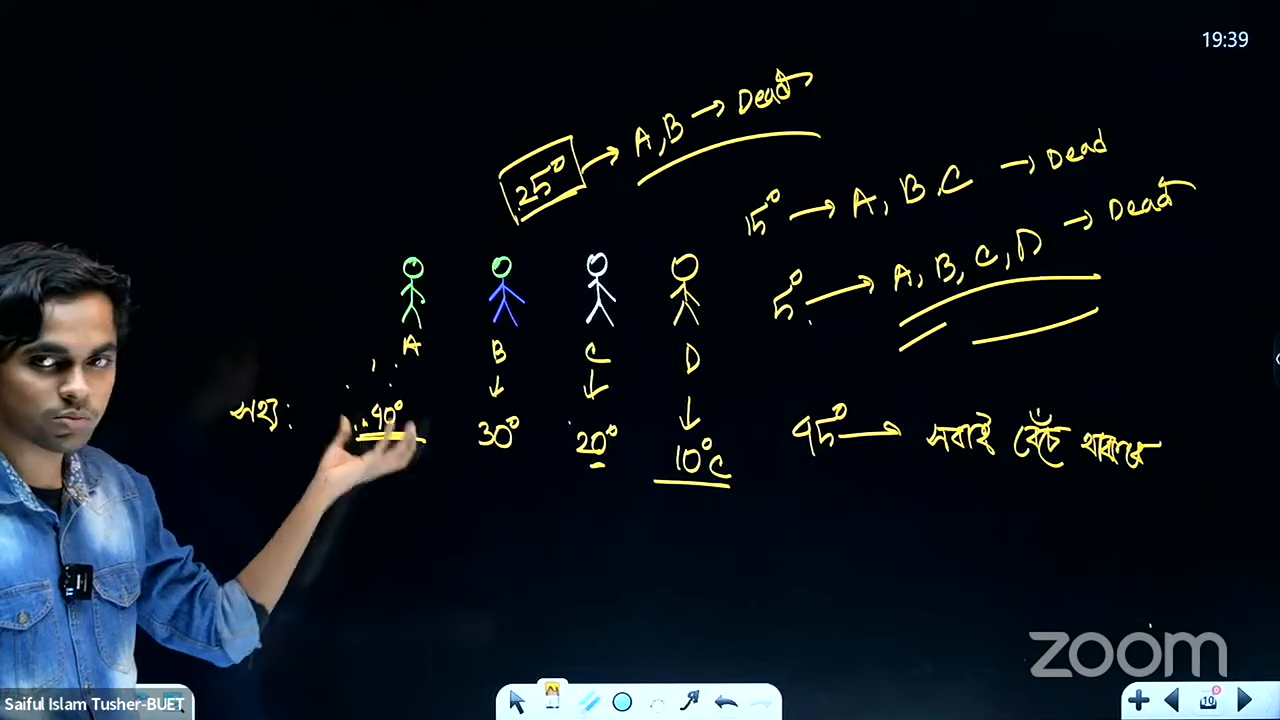 19:39
25° → A, B → Dead
15° → A, B, C → Dead
5° → A, B, C, D → Dead
A B C D
সহ্য: 40° 30° 20° 10°C
45° → সবাই বেঁচে থাকবে
zoom
Saiful Islam Tusher-BUET
10